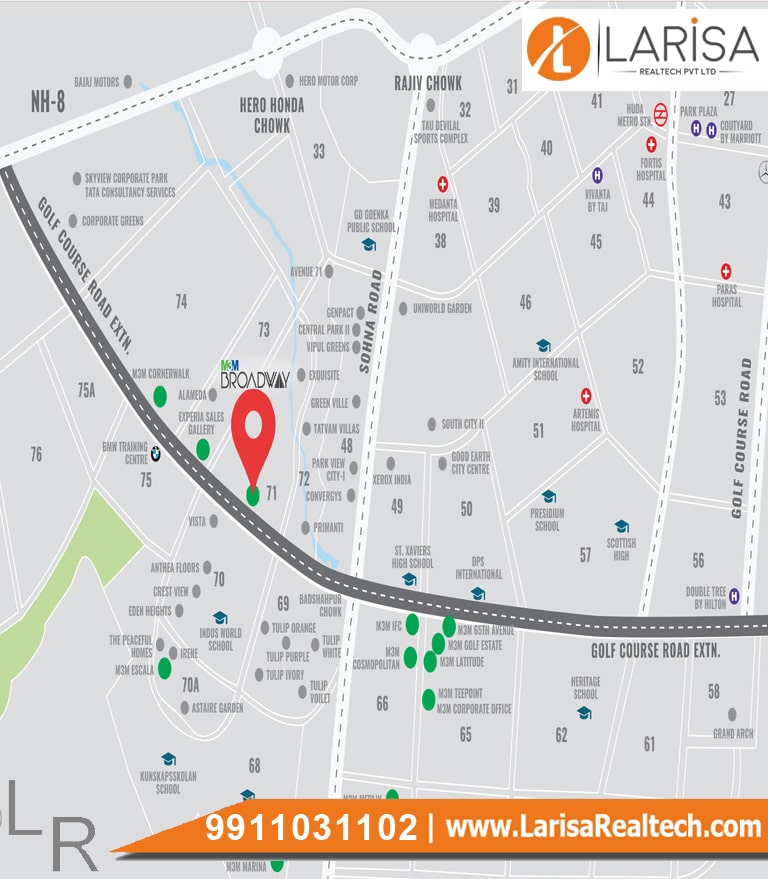 LARiSA
REALTECH PVT LTD
BAJAJ MOTORS
HERO MOTOR CORP
NH-8
HERO HONDA
CHOWK
RAJIV CHOWK
31
32
TAU DEVILAL
SPORTS COMPLEX
41
HUDA
METRO STN.
PARK PLAZA
27
COUTYARD
BY MARRIOTT
33
40
FORTIS
HOSPITAL
SKYVIEW CORPORATE PARK
TATA CONSULTANCY SERVICES
CORPORATE GREENS
GOLF COURSE ROAD EXTN.
MEDANTA
HOSPITAL
39
VIVANTA
BY TAJ
44
43
GD GOENKA
PUBLIC SCHOOL
38
45
AVENUE 71
PARAS
HOSPITAL
74
73
GENPACT
CENTRAL PARK II
VIPUL GREENS
SOHNA ROAD
UNIWORLD GARDEN
46
AMITY INTERNATIONAL
SCHOOL
52
53
GOLF COURSE ROAD
M3M CORNERWALK
M3M
BROADWAY
EXQUISITE
75A
ALAMEDA
EXPERIA SALES
GALLERY
GREEN VILLE
ARTEMIS
HOSPITAL
TATVAM VILLAS
SOUTH CITY II
51
76
BMW TRAINING
CENTRE
75
48
PARK VIEW
CITY-I
72
71
CONVERGYS
XEROX INDIA
GOOD EARTH
CITY CENTRE
49
50
VISTA
PRIMANTI
PRESIDIUM
SCHOOL
SCOTTISH
HIGH
57
56
ST. XAVIERS
HIGH SCHOOL
DPS
INTERNATIONAL
ANTHEA FLOORS
70
CREST VIEW
EDEN HEIGHTS
69
BADSHAHPUR
CHOWK
DOUBLE TREE
BY HILTON
INDUS WORLD
SCHOOL
TULIP ORANGE
TULIP PURPLE
TULIP
WHITE
M3M IFC
M3M 65TH AVENUE
M3M GOLF ESTATE
M3M
COSMOPOLITAN
M3M LATITUDE
GOLF COURSE ROAD EXTN.
THE PEACEFUL
HOMES
IRENE
M3M ESCALA
70A
TULIP IVORY
TULIP
VOILET
M3M TEEPOINT
M3M CORPORATE OFFICE
HERITAGE
SCHOOL
58
ASTAIRE GARDEN
66
65
62
61
GRAND ARCH
KUNSKAPSSKOLAN
SCHOOL
68
LR
9911031102 | www.LarisaRealtech.com
M3M MARINA